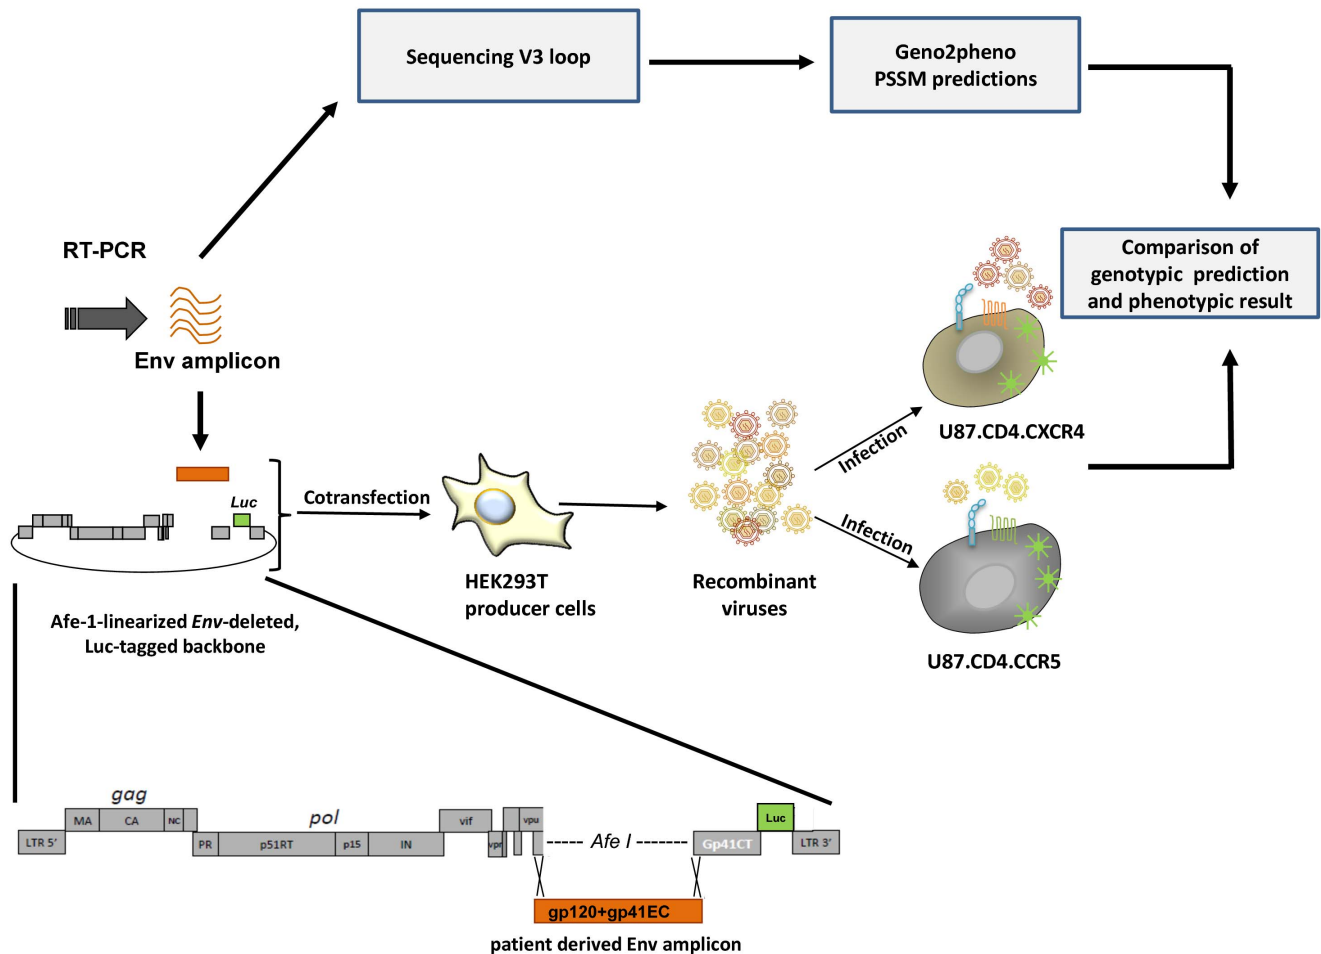 Sequencing V3 loop
Geno2pheno
PSSM predictions
RT-PCR
Env amplicon
Comparison of
genotypic prediction
and phenotypic result
U87.CD4.CXCR4
Infection
Luc
Cotransfection
Infection
HEK293T
producer cells
Recombinant
viruses
U87.CD4.CCR5
Afe-1-linearized Env-deleted,
Luc-tagged backbone
gag
pol
MA CA NC vif vpu Luc
LTR 5' PR p51RT p15 IN vpr ----- Afe I ------- Gp41CT LTR 3'
gp120+gp41EC
patient derived Env amplicon